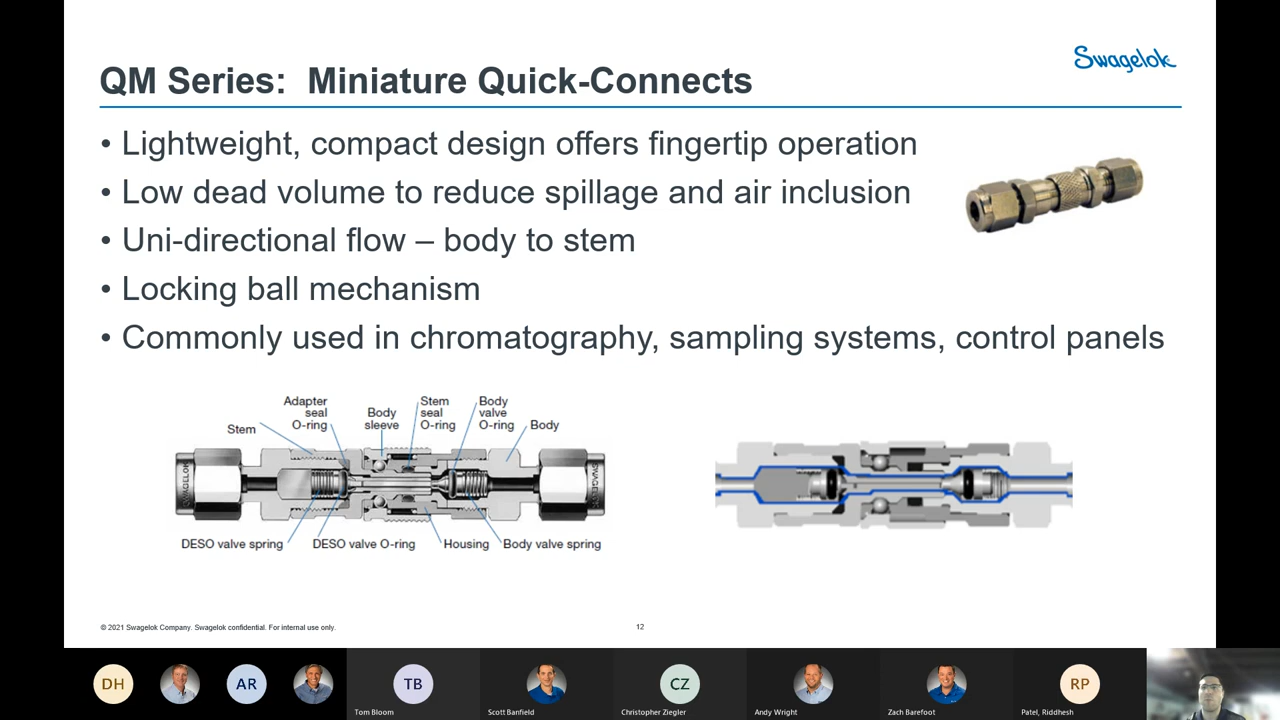 Swagelok
QM Series:  Miniature Quick-Connects
• Lightweight, compact design offers fingertip operation
• Low dead volume to reduce spillage and air inclusion
• Uni-directional flow – body to stem
• Locking ball mechanism
• Commonly used in chromatography, sampling systems, control panels
Stem
Adapter
seal
O-ring
Body
sleeve
Stem
seal
O-ring
Body
valve
O-ring
Body
SWAGELOK
SWAGELOK
DESO valve spring
DESO valve O-ring
Housing
Body valve spring
© 2021 Swagelok Company. Swagelok confidential. For internal use only.
12
DH
AR
TB
CZ
RP
Tom Bloom
Scott Banfield
Christopher Ziegler
Andy Wright
Zach Barefoot
Patel, Riddhesh